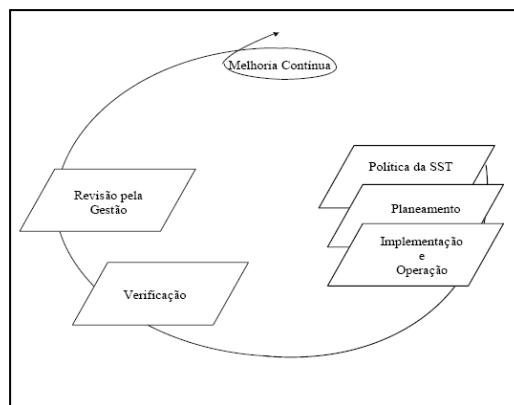 Melhoria Contínua
Política da SST
Revisão pela
Gestão
Planeamento
Implementação
e
Operação
Verificação